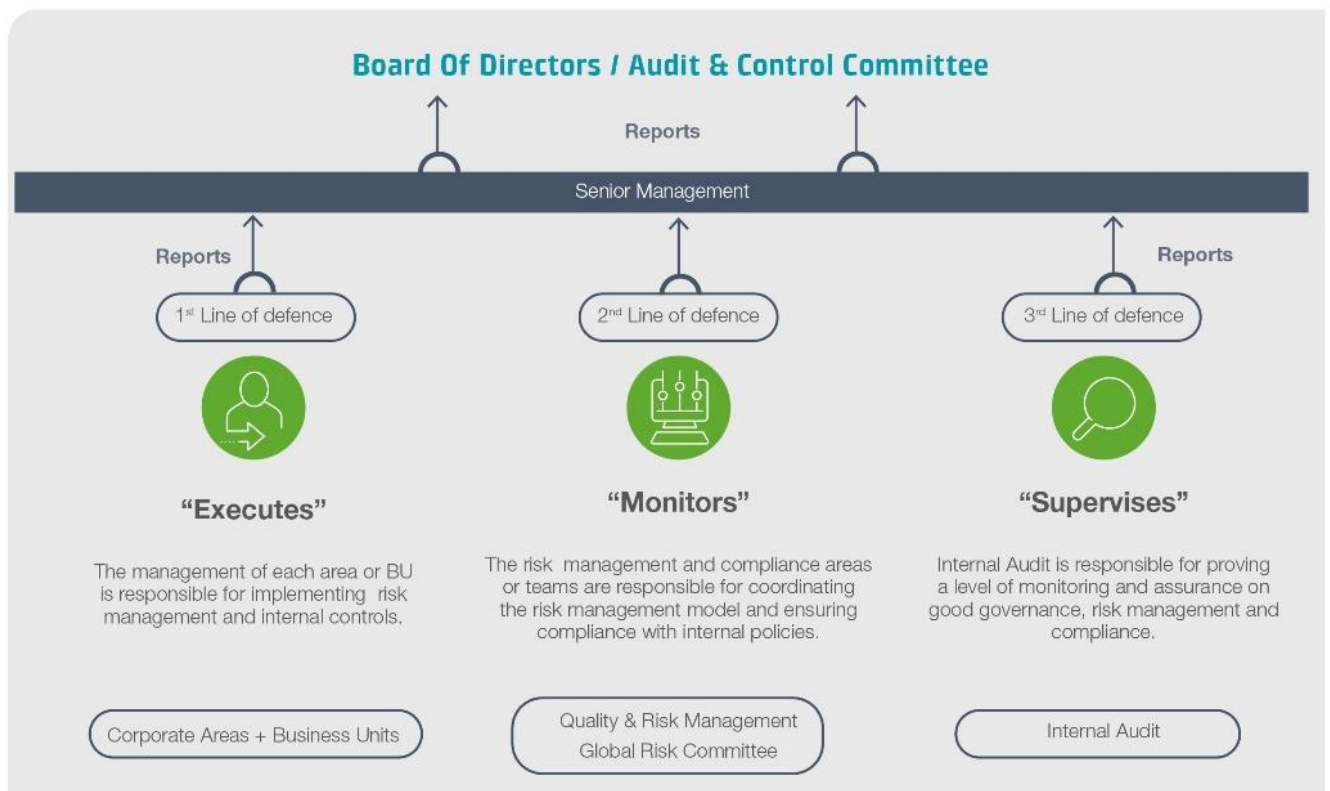 Board Of Directors / Audit & Control Committee
Reports
Senior Management
Reports
Reports
1st Line of defence
2nd Line of defence
3rd Line of defence
“Executes”
“Monitors”
“Supervises”
The management of each area or BU
is responsible for implementing risk
management and internal controls.
The risk management and compliance areas
or teams are responsible for coordinating
the risk management model and ensuring
compliance with internal policies.
Internal Audit is responsible for proving
a level of monitoring and assurance on
good governance, risk management and
compliance.
Corporate Areas + Business Units
Quality & Risk Management
Global Risk Committee
Internal Audit